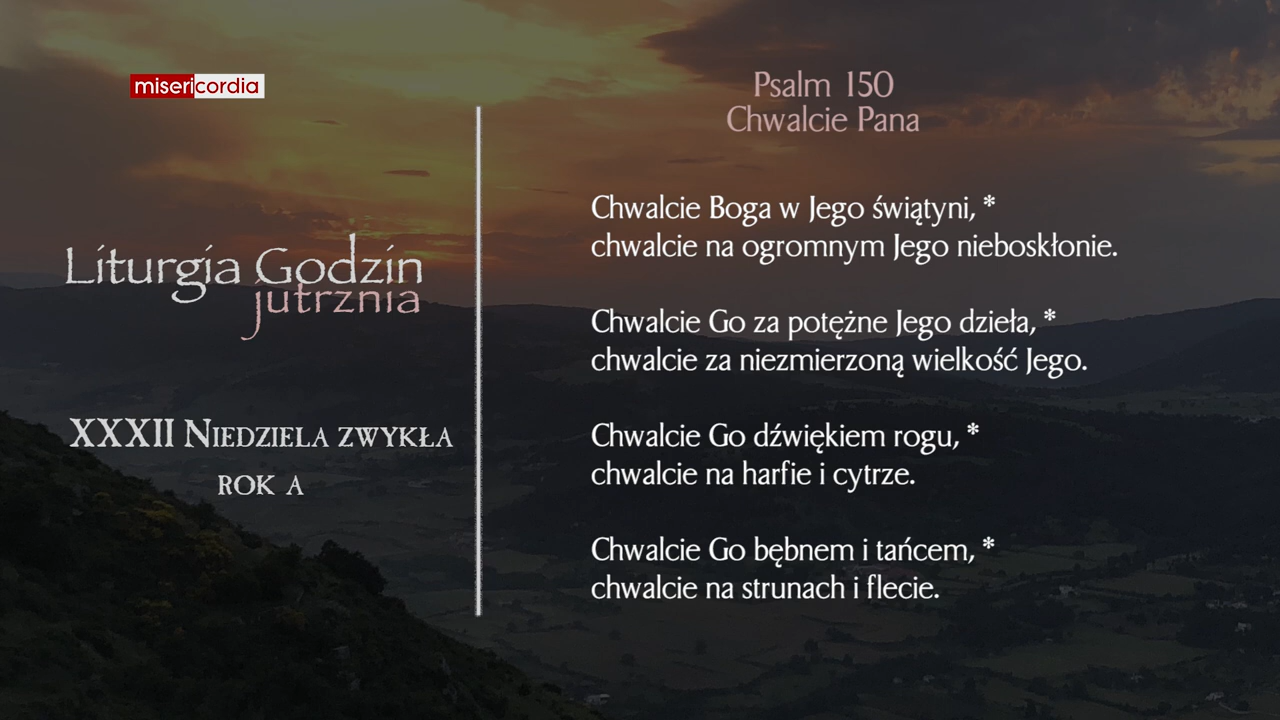 misericordia
Liturgia Godzin
jutrznia
XXXII Niedziela zwykła
rok a
Psalm 150
Chwalcie Pana
Chwalcie Boga w Jego świątyni, *
chwalcie na ogromnym Jego nieboskłonie.
Chwalcie Go za potężne Jego dzieła, *
chwalcie za niezmierzoną wielkość Jego.
Chwalcie Go dźwiękiem rogu, *
chwalcie na harfie i cytrze.
Chwalcie Go bębnem i tańcem, *
chwalcie na strunach i flecie.